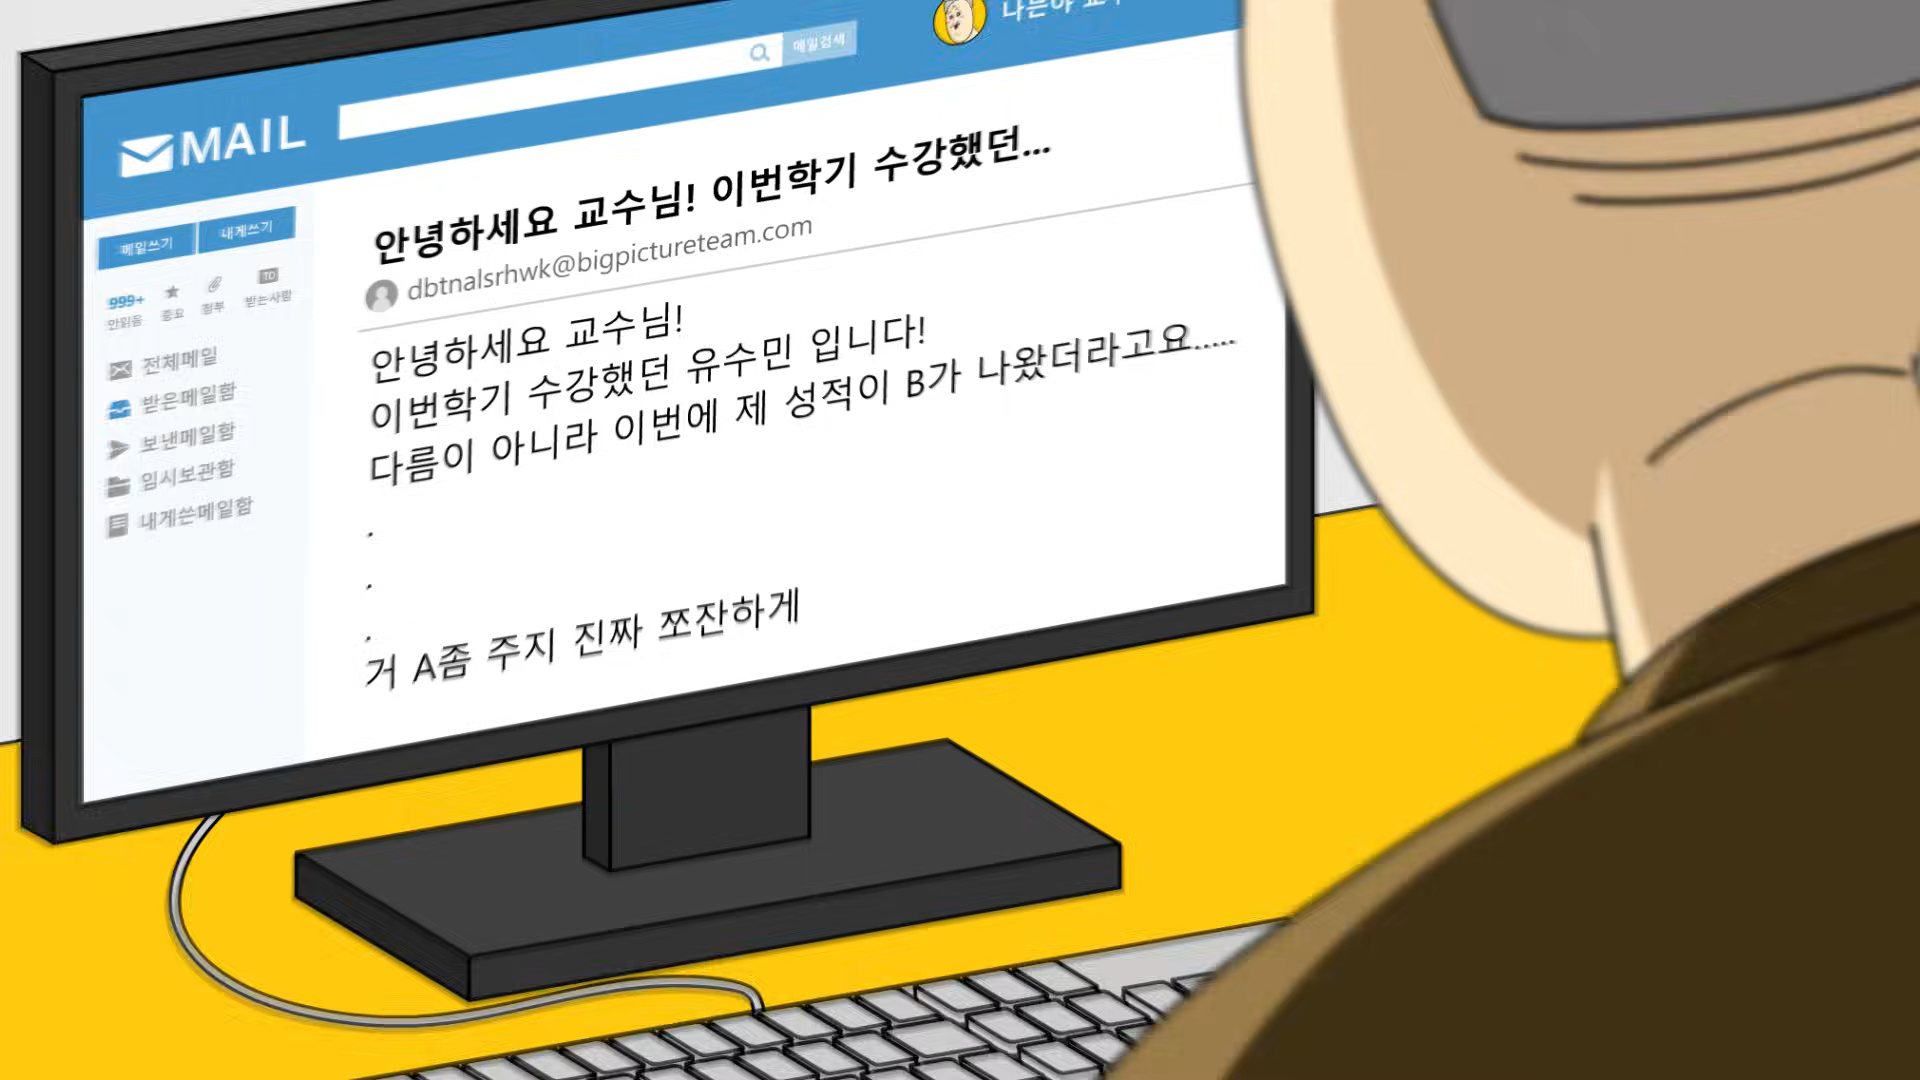 메일검색
MAIL
안녕하세요 교수님! 이번학기 수강했던...
dbtnalsrhwk@bigpictureteam.com
메일쓰기 내게쓰기
999+
안읽음 중요 첨부 받는사람
TO
전체메일
받은메일함
보낸메일함
임시보관함
내게쓴메일함
안녕하세요 교수님!
이번학기 수강했던 유수민 입니다!
다름이 아니라 이번에 제 성적이 B가 나왔더라고요.....
.
.
.
거 A좀 주지 진짜 쪼잔하게